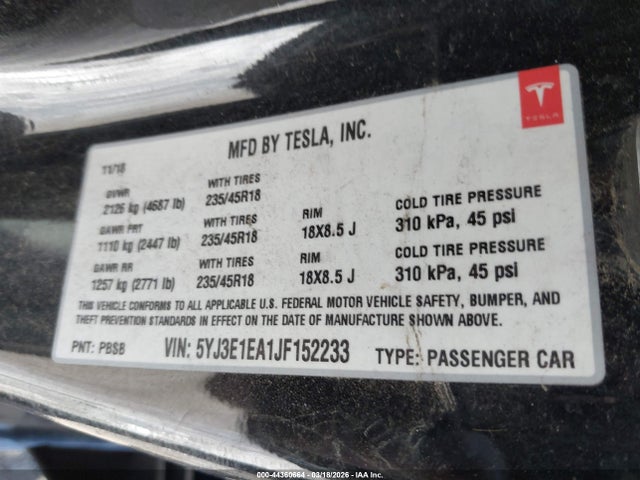 TESLA
MFD BY TESLA, INC.
11/18
GVWR
2126 kg (4687 lb)
WITH TIRES
235/45R18
GAWR FRT
1110 kg (2447 lb)
WITH TIRES
235/45R18
RIM
18X8.5 J
COLD TIRE PRESSURE
310 kPa, 45 psi
GAWR RR
1257 kg (2771 lb)
WITH TIRES
235/45R18
RIM
18X8.5 J
COLD TIRE PRESSURE
310 kPa, 45 psi
THIS VEHICLE CONFORMS TO ALL APPLICABLE U.S. FEDERAL MOTOR VEHICLE SAFETY, BUMPER, AND
THEFT PREVENTION STANDARDS IN EFFECT ON THE DATE OF MANUFACTURE SHOWN ABOVE.
PNT: PBSB VIN: 5YJ3E1EA1JF152233 TYPE: PASSENGER CAR
000-44360664 - 03/18/2026 - IAA Inc.